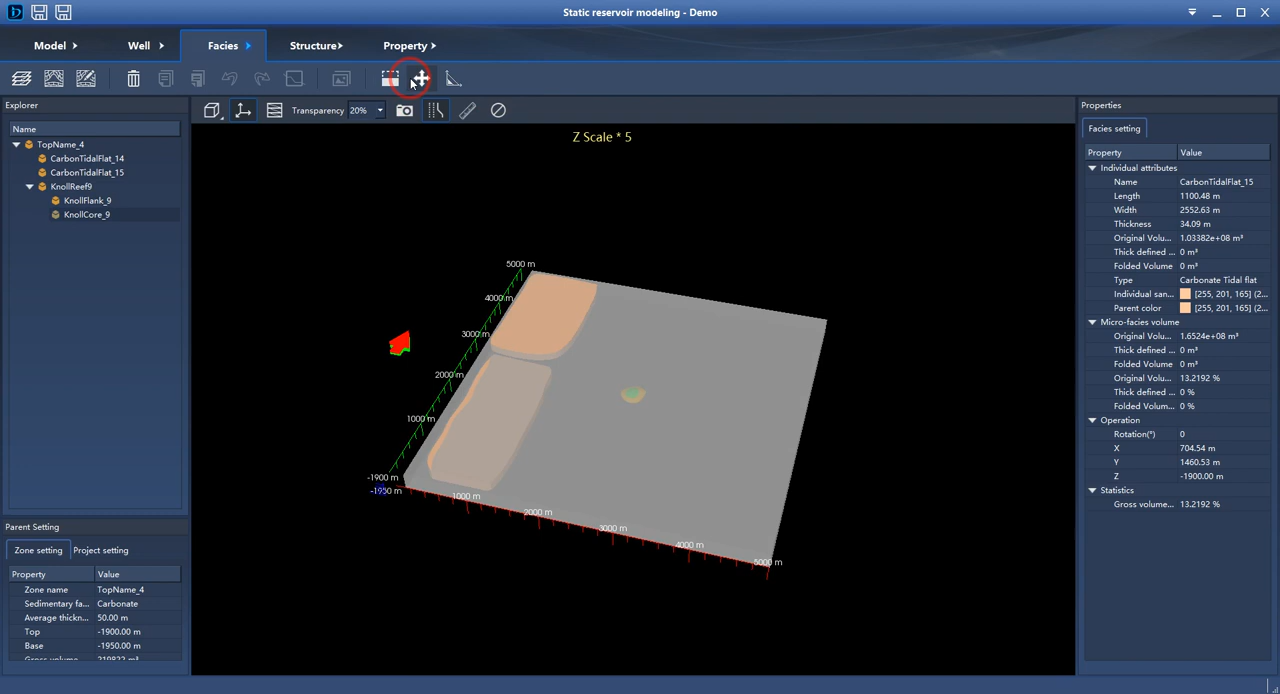 Static reservoir modeling - Demo
Model Well Facies Structure Property
Explorer
Name
TopName_4
CarbonTidalFlat_14
CarbonTidalFlat_15
KnollReef9
KnollFlank_9
KnollCore_9
Parent Setting
Zone setting Project setting
Property Value
Zone name TopName_4
Sedimentary fa... Carbonate
Average thickn... 50.00 m
Top -1900.00 m
Base -1950.00 m
Gross volume 219822 m³
Transparency 20%
Z Scale * 5
5000 m
4000 m
3000 m
2000 m
1000 m
-1900 m
-1950 m
1000 m
2000 m
3000 m
4000 m
5000 m
Properties
Facies setting
Property Value
Individual attributes
Name CarbonTidalFlat_15
Length 1100.48 m
Width 2552.63 m
Thickness 34.09 m
Original Volu... 1.03382e+08 m³
Thick defined ... 0 m³
Folded Volume 0 m³
Type Carbonate Tidal flat
Individual san... [255, 201, 165] (2...
Parent color [255, 201, 165] (2...
Micro-facies volume
Original Volu... 1.6524e+08 m³
Thick defined ... 0 m³
Folded Volume 0 m³
Original Volu... 13.2192 %
Thick defined ... 0 %
Folded Volum... 0 %
Operation
Rotation(°) 0
X 704.54 m
Y 1460.53 m
Z -1900.00 m
Statistics
Gross volume... 13.2192 %